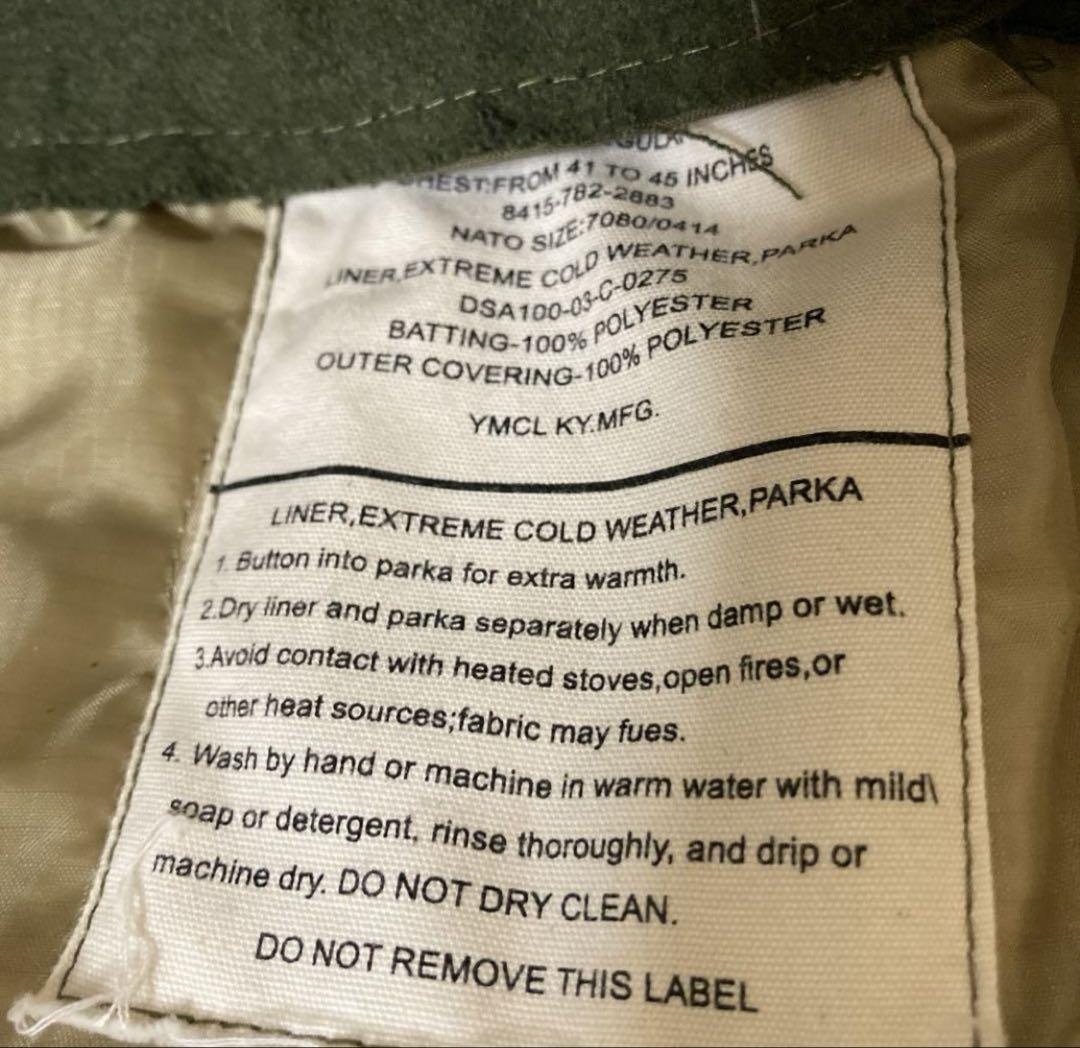 CHEST:FROM 41 TO 45 INCHES
8415-782-2883
NATO SIZE:7080/0414
LINER,EXTREME COLD WEATHER,PARKA
DSA100-03-C-0275
BATTING-100% POLYESTER
OUTER COVERING-100% POLYESTER
YMCL KY.MFG.
LINER,EXTREME COLD WEATHER,PARKA
1. Button into parka for extra warmth.
2.Dry liner and parka separately when damp or wet.
3.Avoid contact with heated stoves,open fires,or
other heat sources;fabric may fues.
4. Wash by hand or machine in warm water with mild\
soap or detergent, rinse thoroughly, and drip or
machine dry. DO NOT DRY CLEAN.
DO NOT REMOVE THIS LABEL